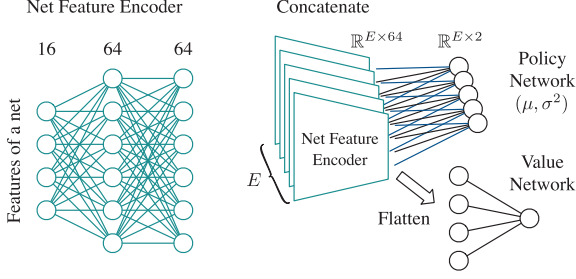 Net Feature Encoder
16 64 64
Features of a net
Concatenate
ℝ^{E×64} ℝ^{E×2}
Net Feature
Encoder
E
Flatten
Policy
Network
(μ, σ²)
Value
Network